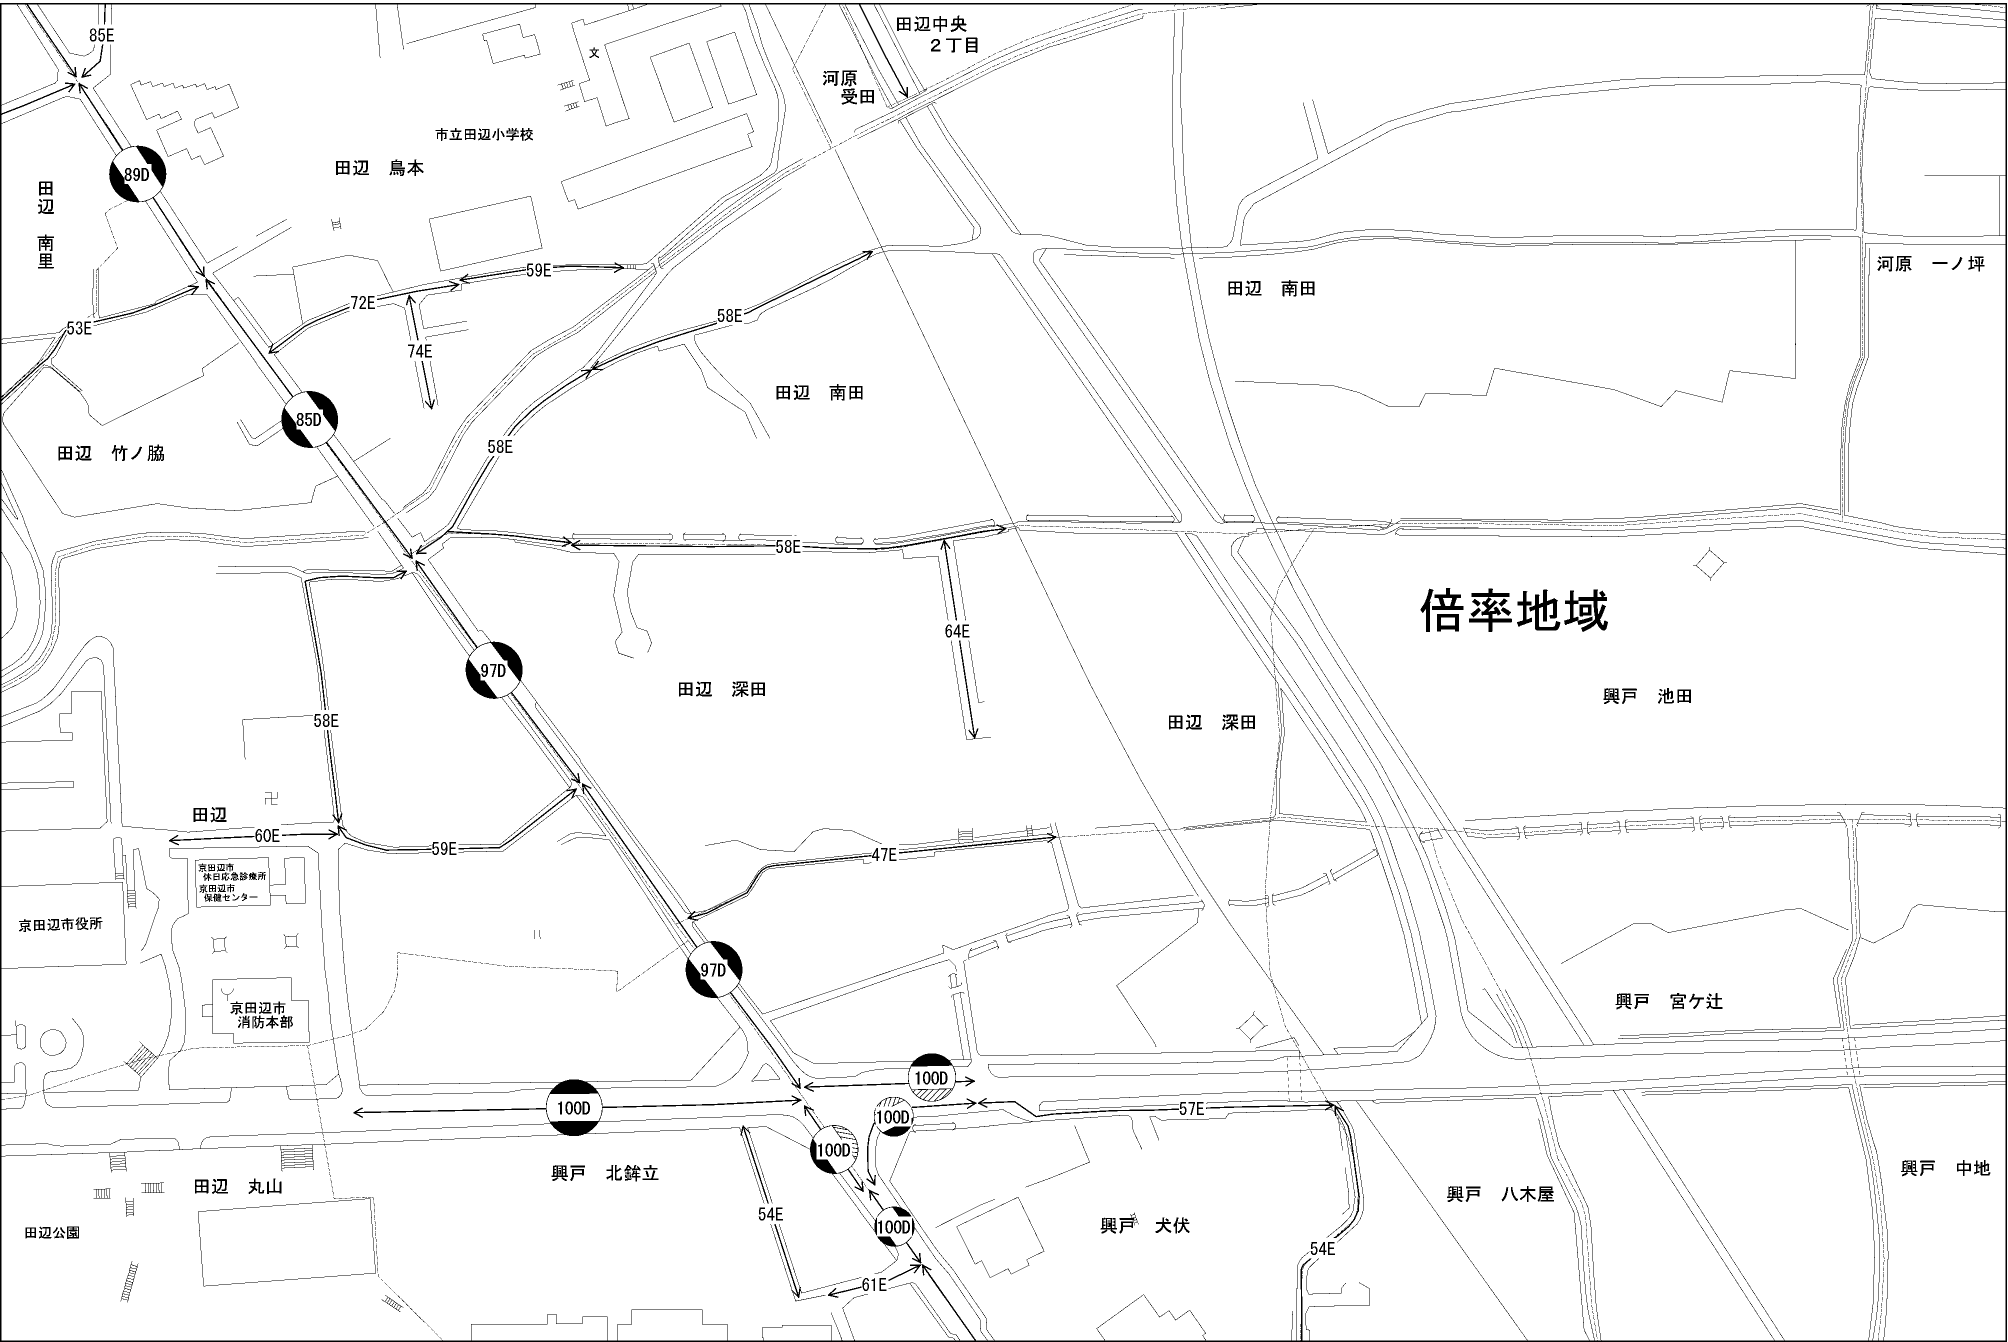 85E
田辺中央
２丁目
文
河原
受田
市立田辺小学校
89D
田辺　鳥本
田辺　南里
59E
河原　一ノ坪
72E
田辺　南田
58E
53E
74E
田辺　南田
85D
58E
田辺　竹ノ脇
58E
倍率地域
64E
97D
田辺　深田
興戸　池田
58E
田辺　深田
卍
田辺
60E
59E
47E
京田辺市
休日応急診療所
京田辺市
保健センター
京田辺市役所
97D
興戸　宮ケ辻
京田辺市
消防本部
100D
100D
100D
57E
100D
興戸　北鉾立
興戸　中地
田辺　丸山
興戸　八木屋
54E
100D
興戸　犬伏
田辺公園
54E
61E